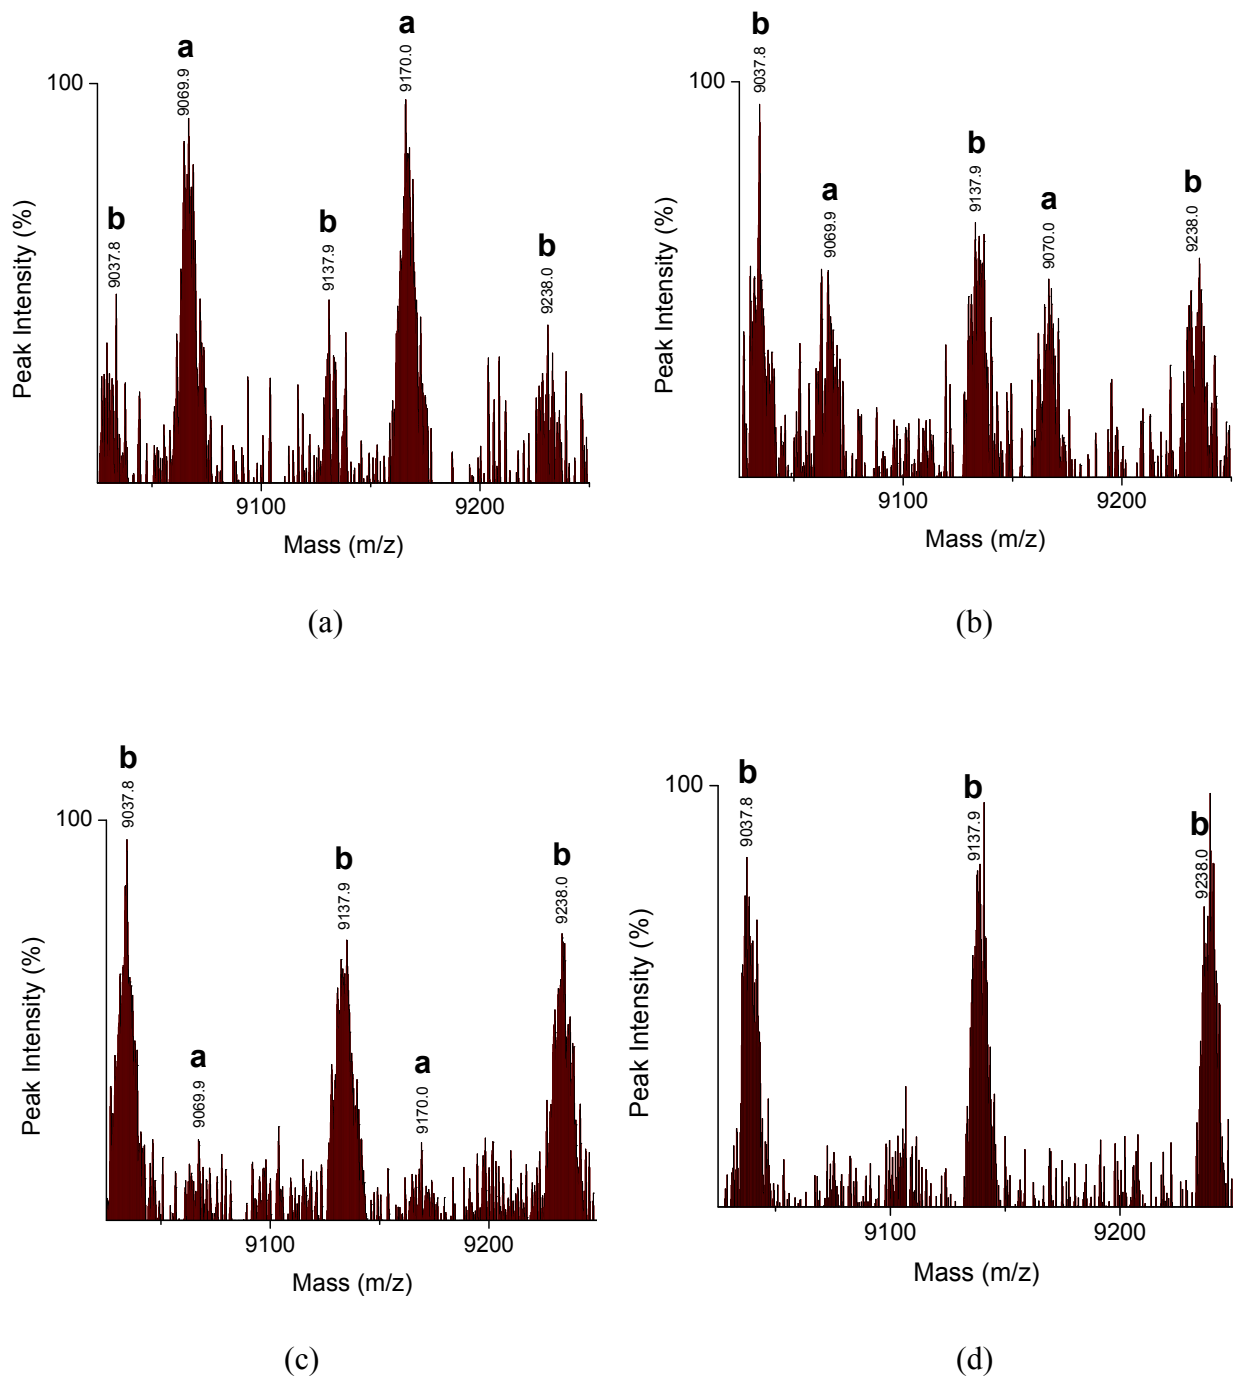 a
9170.0
a
9069.9
100
b
9037.8
b
9137.9
b
9238.0
Peak Intensity (%)
9100
9200
Mass (m/z)
(a)
b
9037.8
100
b
9137.9
a
9069.9
a
9070.0
b
9238.0
Peak Intensity (%)
9100
9200
Mass (m/z)
(b)
b
9037.8
100
b
9137.9
b
9238.0
a
9069.9
a
9170.0
Peak Intensity (%)
9100
9200
Mass (m/z)
(c)
b
9037.8
100
b
9137.9
b
9238.0
Peak Intensity (%)
9100
9200
Mass (m/z)
(d)